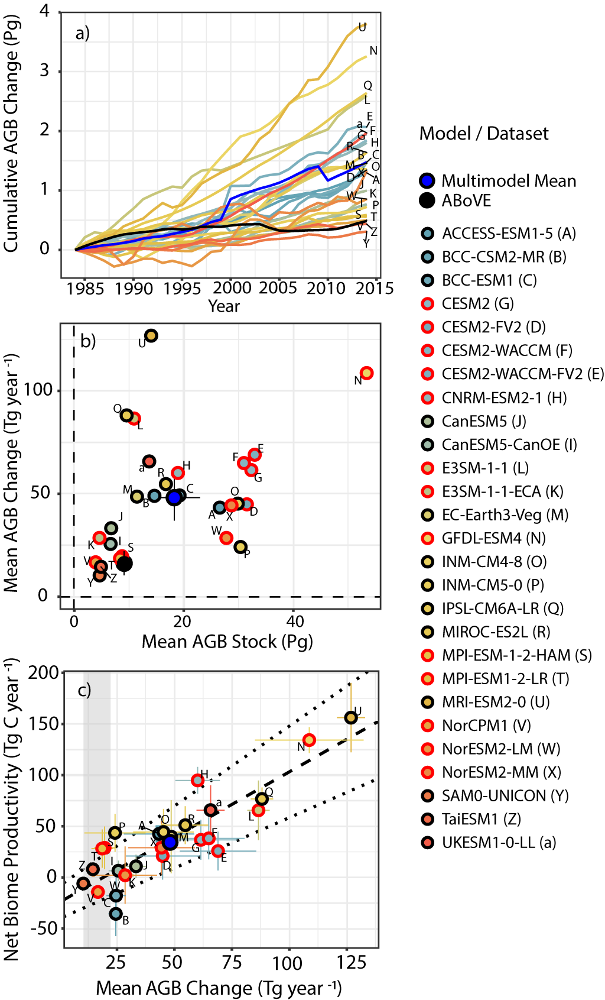 a)
Cumulative AGB Change (Pg)
4
3
2
1
0
U
N
Q
L
E
a
F
G
H
R
B
C
M
O
X
D
A
J
K
W
I
P
S
T
V
Z
Y
1985 1990 1995 2000 2005 2010 2015
Year
b)
Mean AGB Change (Tg year -1)
100
50
0
U
N
Q
L
E
F
a
G
H
R
M
C
B
O
A
X
D
J
W
K
I
S
P
V
T
Z
Y
0 20 40
Mean AGB Stock (Pg)
c)
Net Biome Productivity (Tg C year -1)
200
150
100
50
0
-50
U
N
H
Q
a
L
O
R
P
A
M
F
S
X
G
T
E
I
J
D
Z
K
W
Y
V
C
B
25 50 75 100 125
Mean AGB Change (Tg year -1)
Model / Dataset
Multimodel Mean
ABoVE
ACCESS-ESM1-5 (A)
BCC-CSM2-MR (B)
BCC-ESM1 (C)
CESM2 (G)
CESM2-FV2 (D)
CESM2-WACCM (F)
CESM2-WACCM-FV2 (E)
CNRM-ESM2-1 (H)
CanESM5 (J)
CanESM5-CanOE (I)
E3SM-1-1 (L)
E3SM-1-1-ECA (K)
EC-Earth3-Veg (M)
GFDL-ESM4 (N)
INM-CM4-8 (O)
INM-CM5-0 (P)
IPSL-CM6A-LR (Q)
MIROC-ES2L (R)
MPI-ESM-1-2-HAM (S)
MPI-ESM1-2-LR (T)
MRI-ESM2-0 (U)
NorCPM1 (V)
NorESM2-LM (W)
NorESM2-MM (X)
SAM0-UNICON (Y)
TaiESM1 (Z)
UKESM1-0-LL (a)